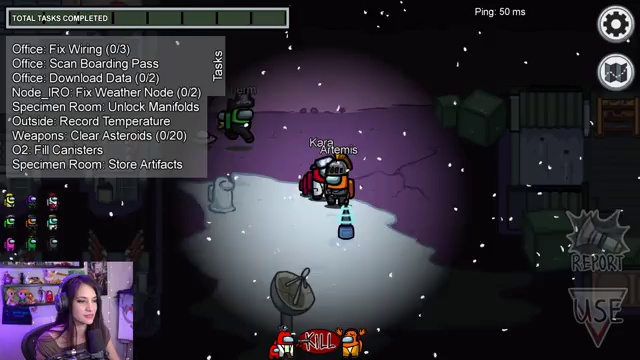 TOTAL TASKS COMPLETED
Ping: 50 ms
Office: Fix Wiring (0/3)
Office: Scan Boarding Pass
Office: Download Data (0/2)
Node_IRO: Fix Weather Node (0/2)
Specimen Room: Unlock Manifolds
Outside: Record Temperature
Weapons: Clear Asteroids (0/20)
O2: Fill Canisters
Specimen Room: Store Artifacts
Tasks
Kara
Artemis
REPORT
USE
KILL